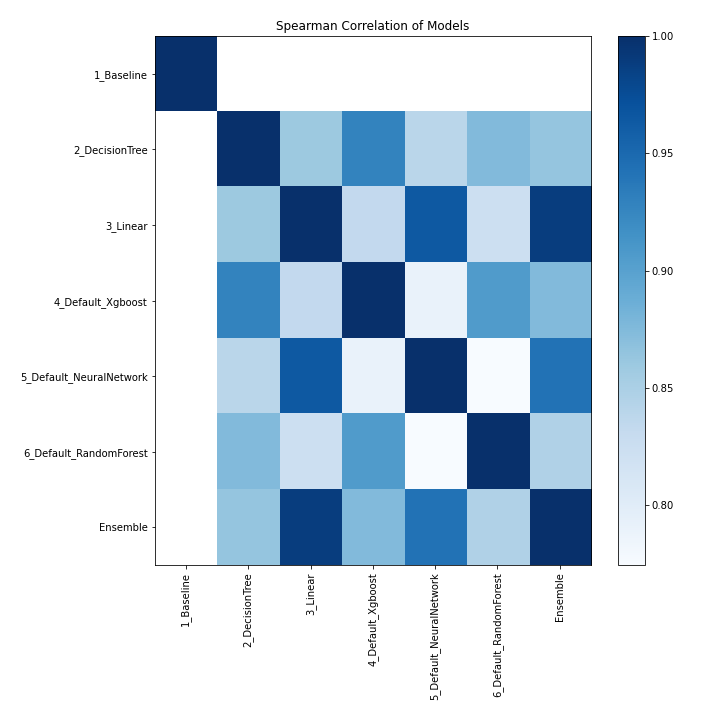 Spearman Correlation of Models
1_Baseline
2_DecisionTree
3_Linear
4_Default_Xgboost
5_Default_NeuralNetwork
6_Default_RandomForest
Ensemble
1_Baseline
2_DecisionTree
3_Linear
4_Default_Xgboost
5_Default_NeuralNetwork
6_Default_RandomForest
Ensemble
1.00
0.95
0.90
0.85
0.80